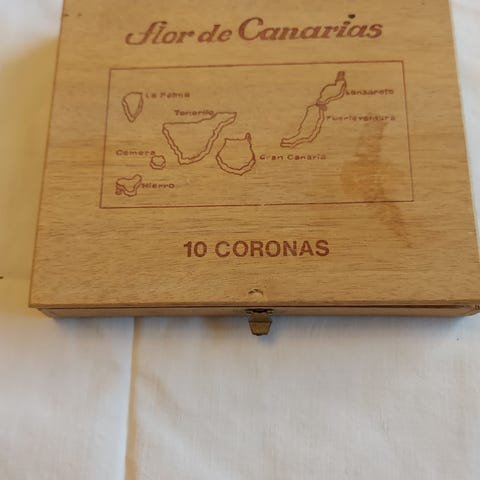 flor de Canarias
La Palma
Lanzarote
Tenerife
Fuerteventura
Gomera
Gran Canaria
Hierro
10 CORONAS